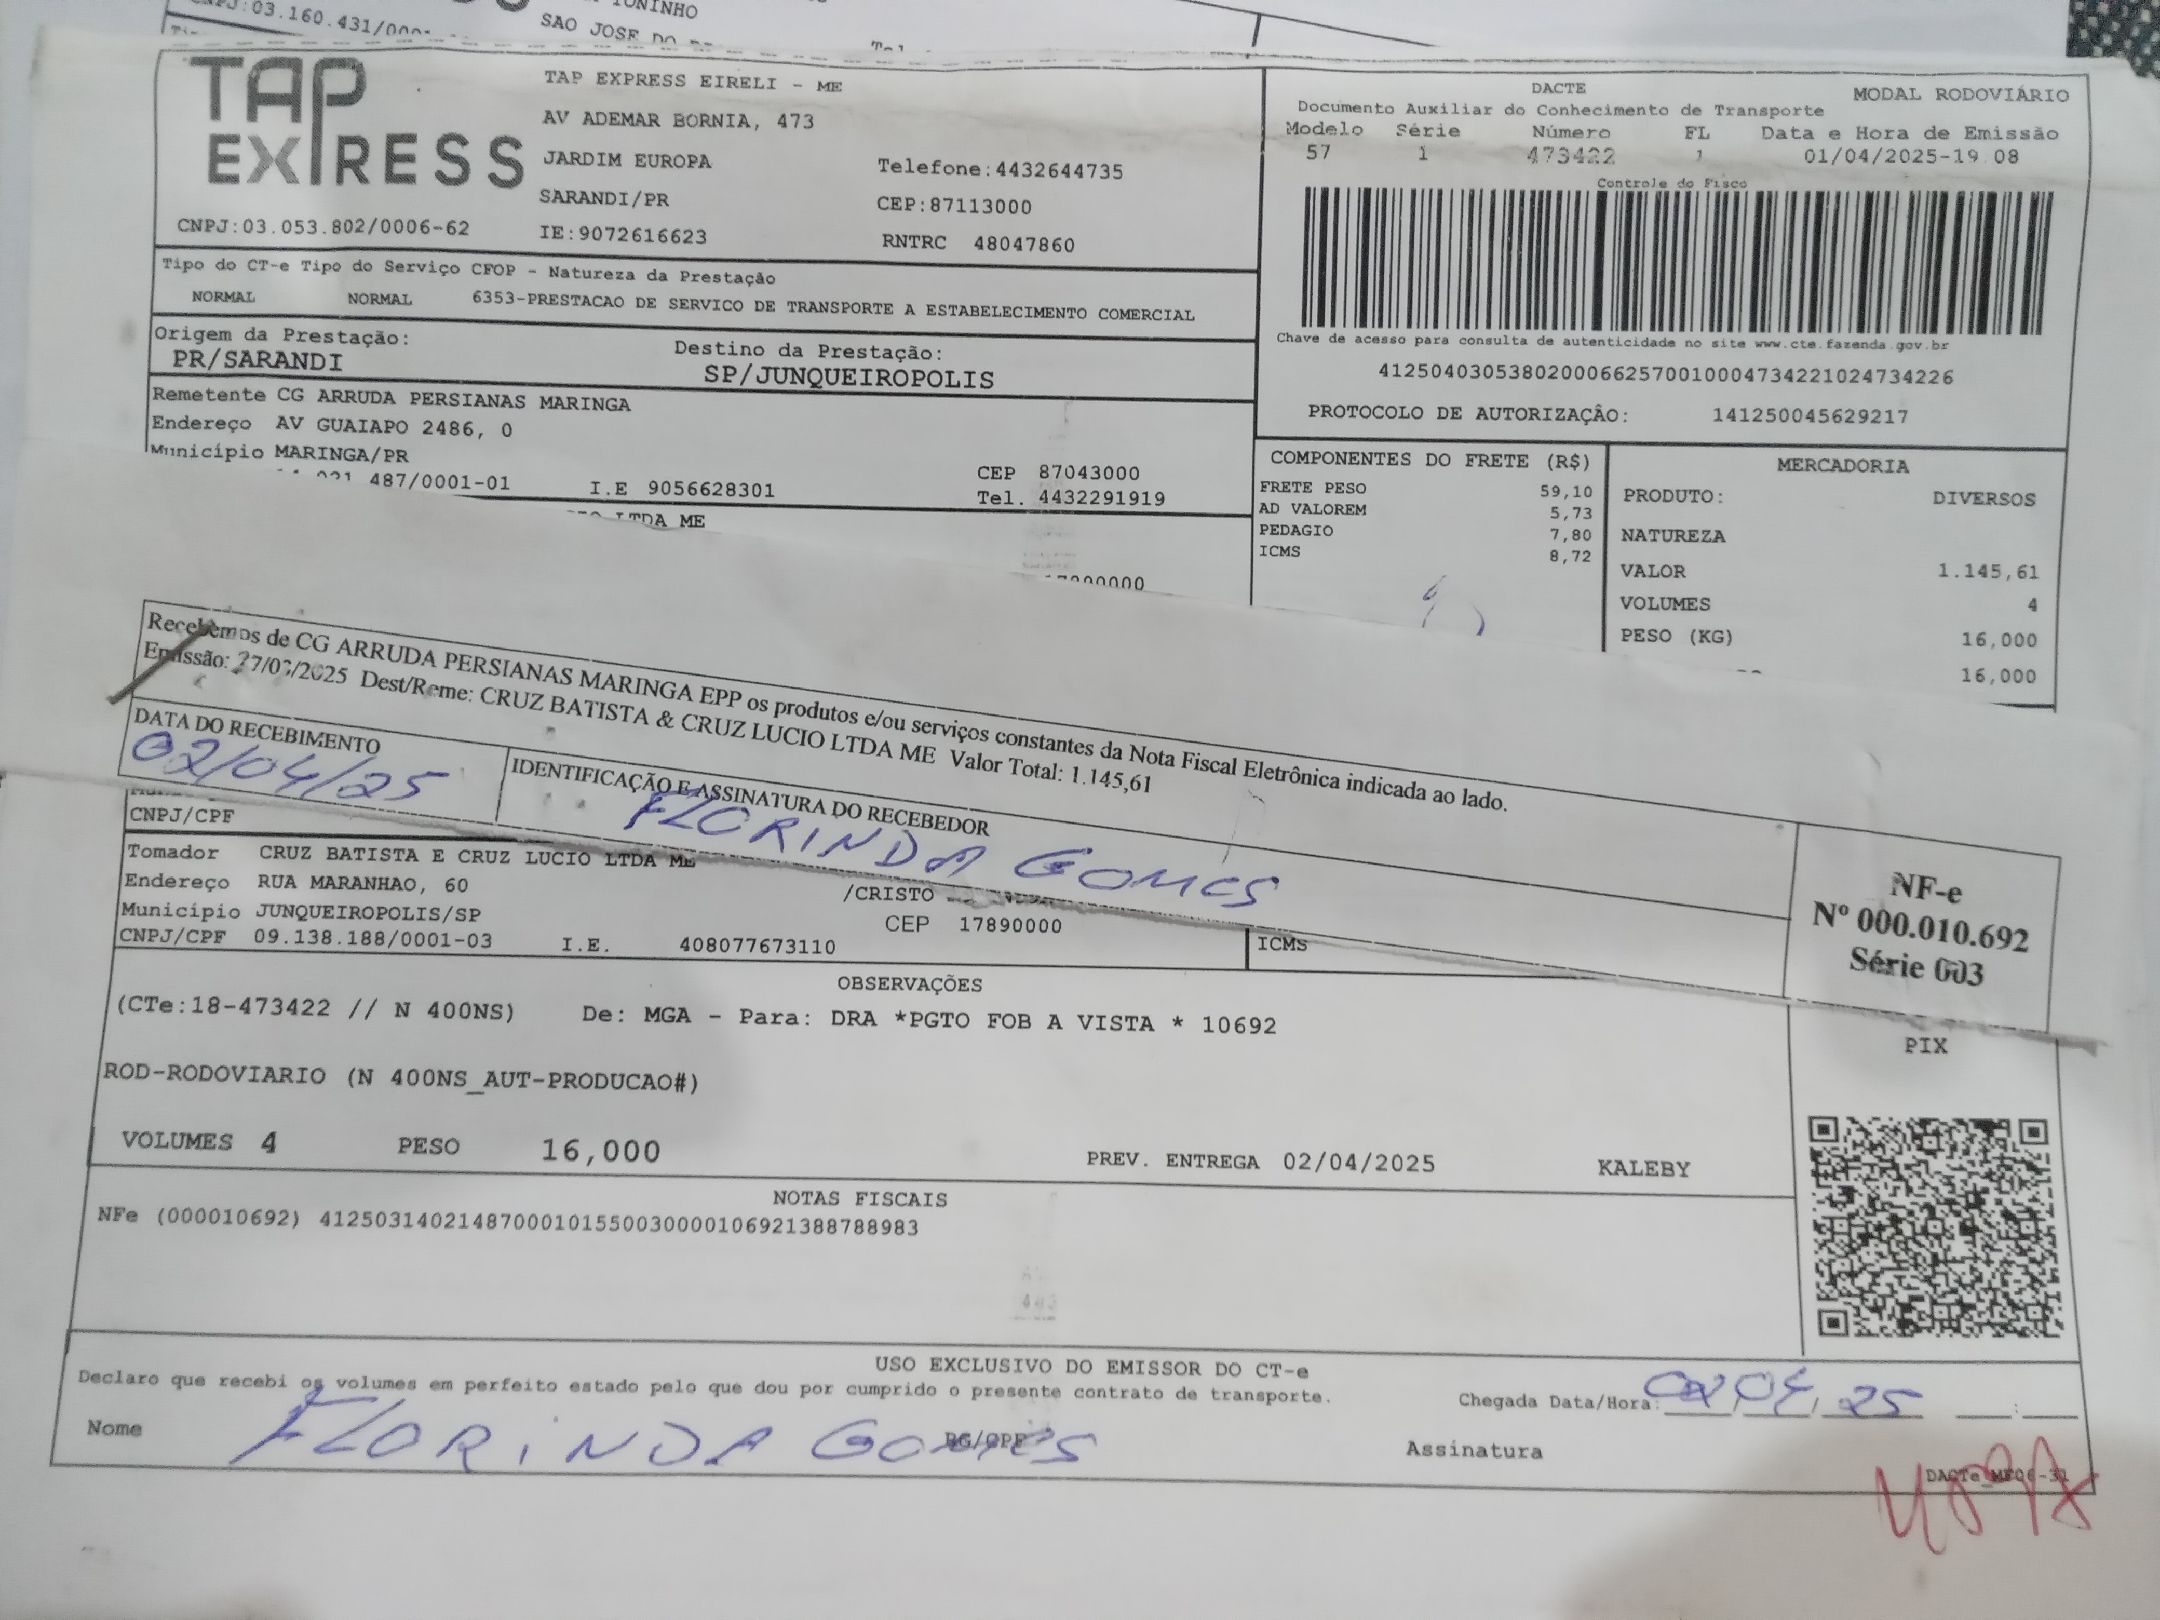 TONINHO
CNPJ:03.160.431/000
SAO JOSE DO
TAP EXPRESS
TAP EXPRESS EIRELI - ME
AV ADEMAR BORNIA, 473
JARDIM EUROPA
Telefone:4432644735
SARANDI/PR
CEP:87113000
CNPJ:03.053.802/0006-62
IE:9072616623
RNTRC 48047860
DACTE
MODAL RODOVIÁRIO
Documento Auxiliar do Conhecimento de Transporte
Modelo Série Número FL Data e Hora de Emissão
57 1 473422 1 01/04/2025-19 08
Controle do Fisco
Chave de acesso para consulta de autenticidade no site www.cte.fazenda.gov.br
41250403053802000662570010004734221024734226
PROTOCOLO DE AUTORIZAÇÃO: 141250045629217
Tipo do CT-e Tipo do Serviço CFOP - Natureza da Prestação
NORMAL NORMAL 6353-PRESTACAO DE SERVICO DE TRANSPORTE A ESTABELECIMENTO COMERCIAL
Origem da Prestação:
PR/SARANDI
Destino da Prestação:
SP/JUNQUEIROPOLIS
Remetente CG ARRUDA PERSIANAS MARINGA
Endereço AV GUAIAPO 2486, 0
Município MARINGA/PR
CEP 87043000
487/0001-01
I.E 9056628301
Tel. 4432291919
LTDA ME
COMPONENTES DO FRETE (R$)
FRETE PESO 59,10
AD VALOREM 5,73
PEDAGIO 7,80
ICMS 8,72
MERCADORIA
PRODUTO: DIVERSOS
NATUREZA
VALOR 1.145,61
VOLUMES 4
PESO (KG) 16,000
16,000
Recebemos de CG ARRUDA PERSIANAS MARINGA EPP os produtos e/ou serviços constantes da Nota Fiscal Eletrônica indicada ao lado.
Emissão: 27/03/2025 Dest/Reme: CRUZ BATISTA & CRUZ LUCIO LTDA ME Valor Total: 1.145,61
DATA DO RECEBIMENTO
02/04/25
IDENTIFICAÇÃO E ASSINATURA DO RECEBEDOR
FLORINDA GOMES
NF-e
Nº 000.010.692
Série 003
CNPJ/CPF
Tomador CRUZ BATISTA E CRUZ LUCIO LTDA ME
Endereço RUA MARANHAO, 60
/CRISTO
Município JUNQUEIROPOLIS/SP
CEP 17890000
CNPJ/CPF 09.138.188/0001-03
I.E. 408077673110
ICMS
OBSERVAÇÕES
(CTe:18-473422 // N 400NS) De: MGA - Para: DRA *PGTO FOB A VISTA * 10692
ROD-RODOVIARIO (N 400NS_AUT-PRODUCAO#)
PIX
VOLUMES 4 PESO 16,000
PREV. ENTREGA 02/04/2025
KALEBY
NOTAS FISCAIS
NFe (000010692) 41250314021487000101550030000106921388788983
USO EXCLUSIVO DO EMISSOR DO CT-e
Declaro que recebi os volumes em perfeito estado pelo que dou por cumprido o presente contrato de transporte.
Chegada Data/Hora: 02 04 25
Nome FLORINDA GOMES
RG/CPF
Assinatura